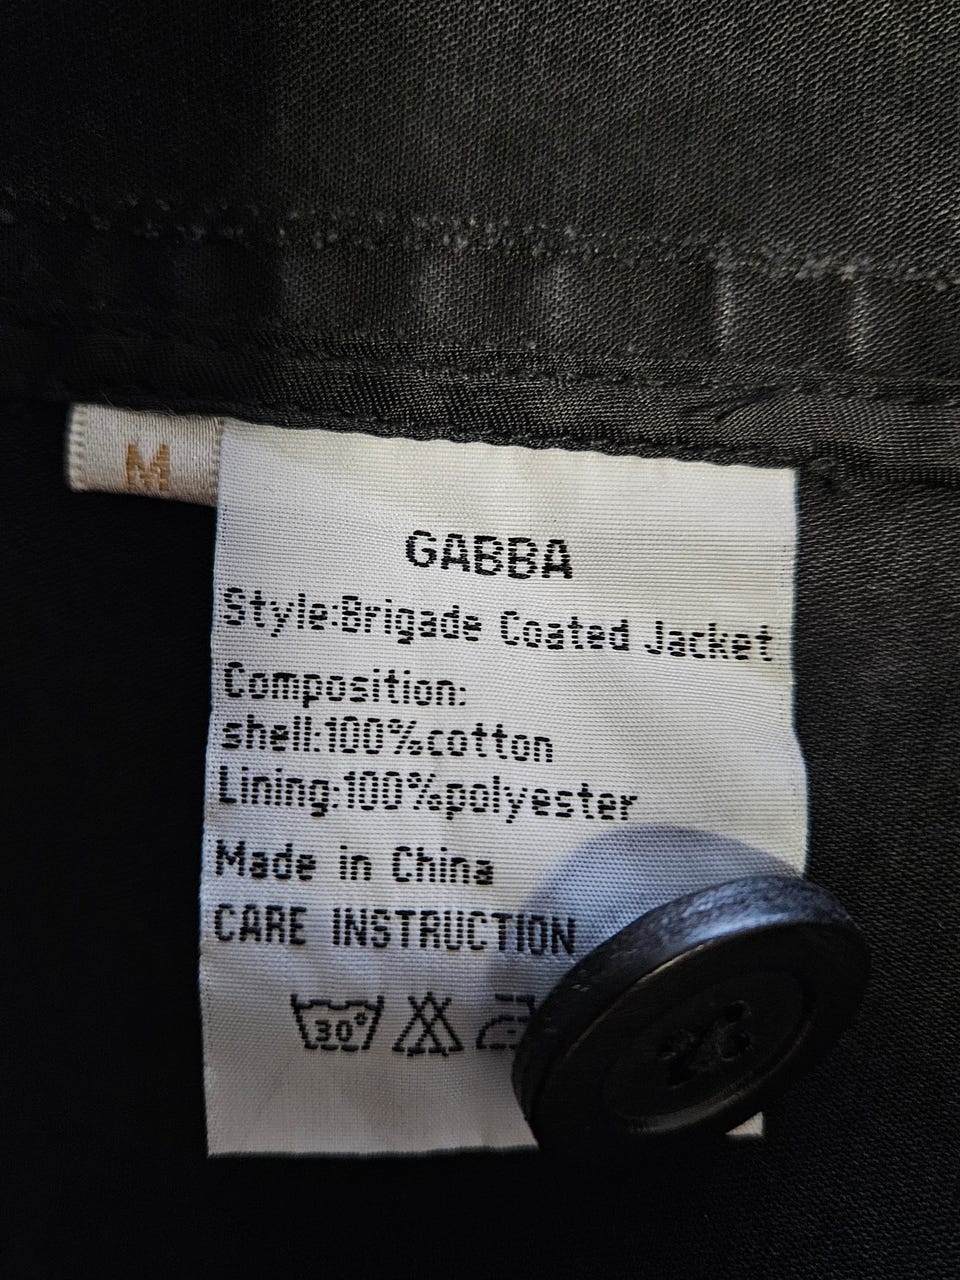 M
GABBA
Style:Brigade Coated Jacket
Composition:
shell:100%cotton
Lining:100%polyester
Made in China
CARE INSTRUCTION
30°